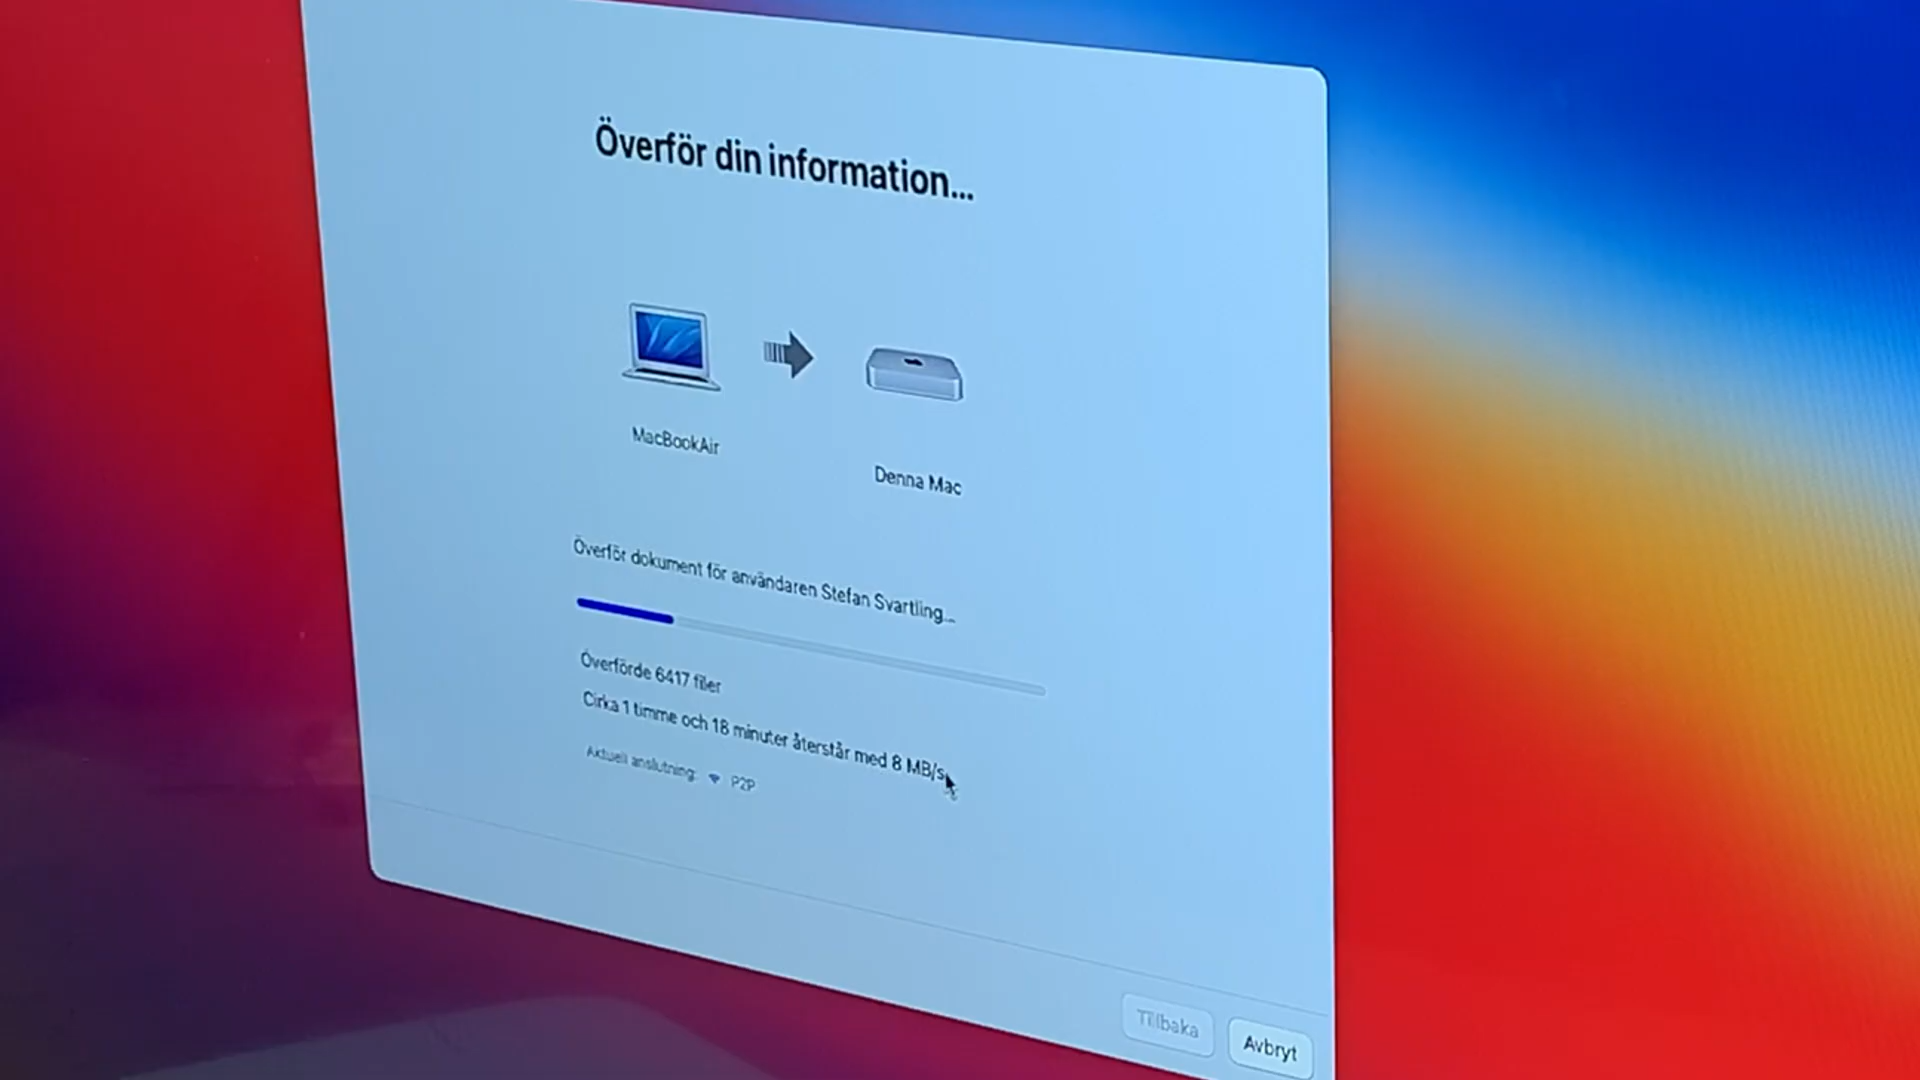 Överför din information...
MacBookAir
Denna Mac
Överför dokument för användaren Stefan Svartling...
Överförde 6417 filer
Cirka 1 timme och 18 minuter återstår med 8 MB/s
Aktuell anslutning: P2P
Tillbaka
Avbryt